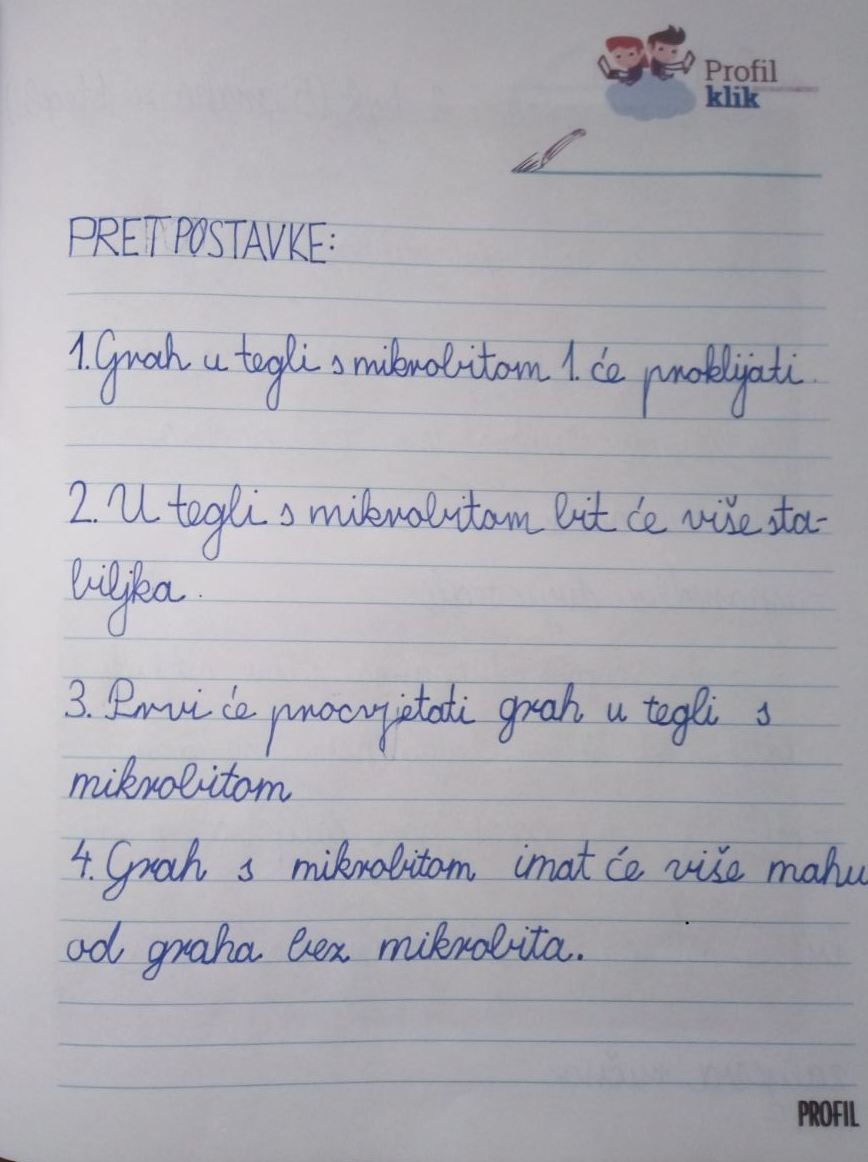 Profil
klik
PRETPOSTAVKE:
1. Grah u tegli s mikrobitom 1. će proklijati.
2. U tegli s mikrobitom bit će više sta-
biljka.
3. Prvi će procvjetati grah u tegli s
mikrobitom
4. Grah s mikrobitom imat će više mahu
od graha bez mikrobita.
PROFIL